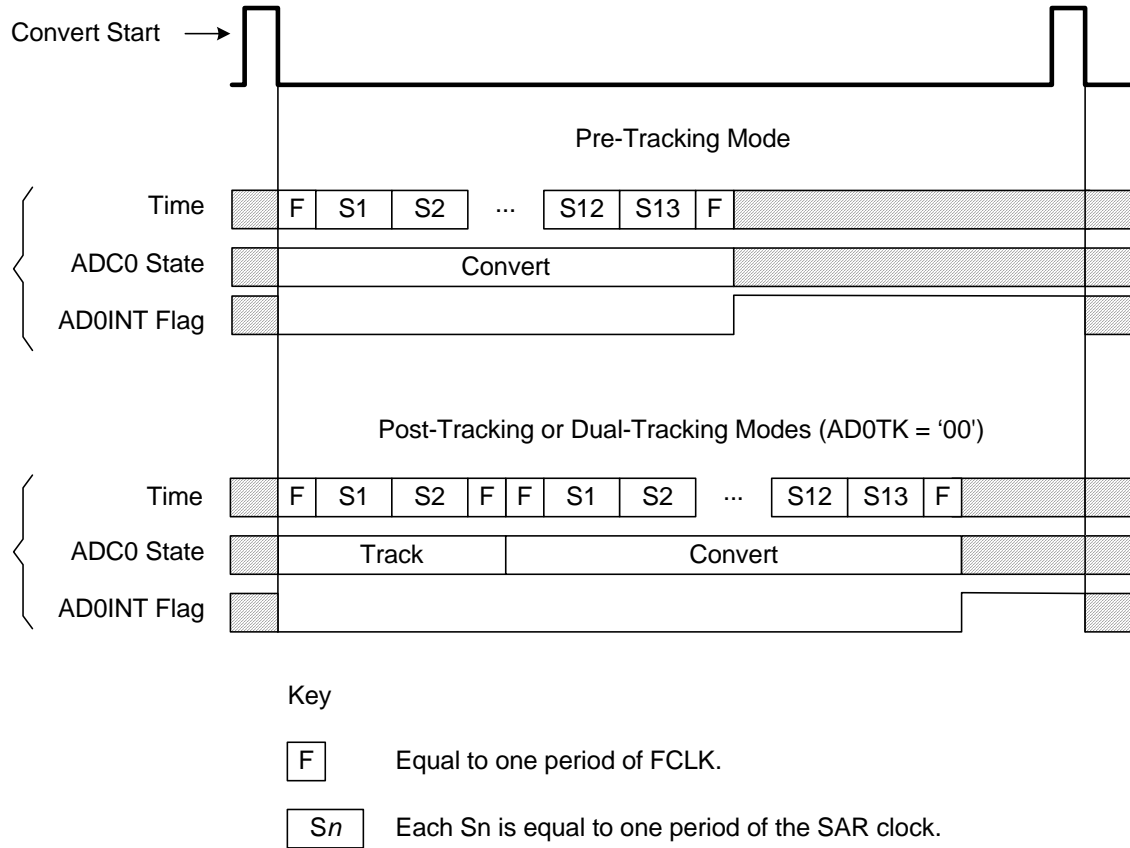 Convert Start
Pre-Tracking Mode
Time F S1 S2 ... S12 S13 F
ADC0 State Convert
AD0INT Flag
Post-Tracking or Dual-Tracking Modes (AD0TK = ‘00')
Time F S1 S2 F F S1 S2 ... S12 S13 F
ADC0 State Track Convert
AD0INT Flag
Key
F Equal to one period of FCLK.
Sn Each Sn is equal to one period of the SAR clock.